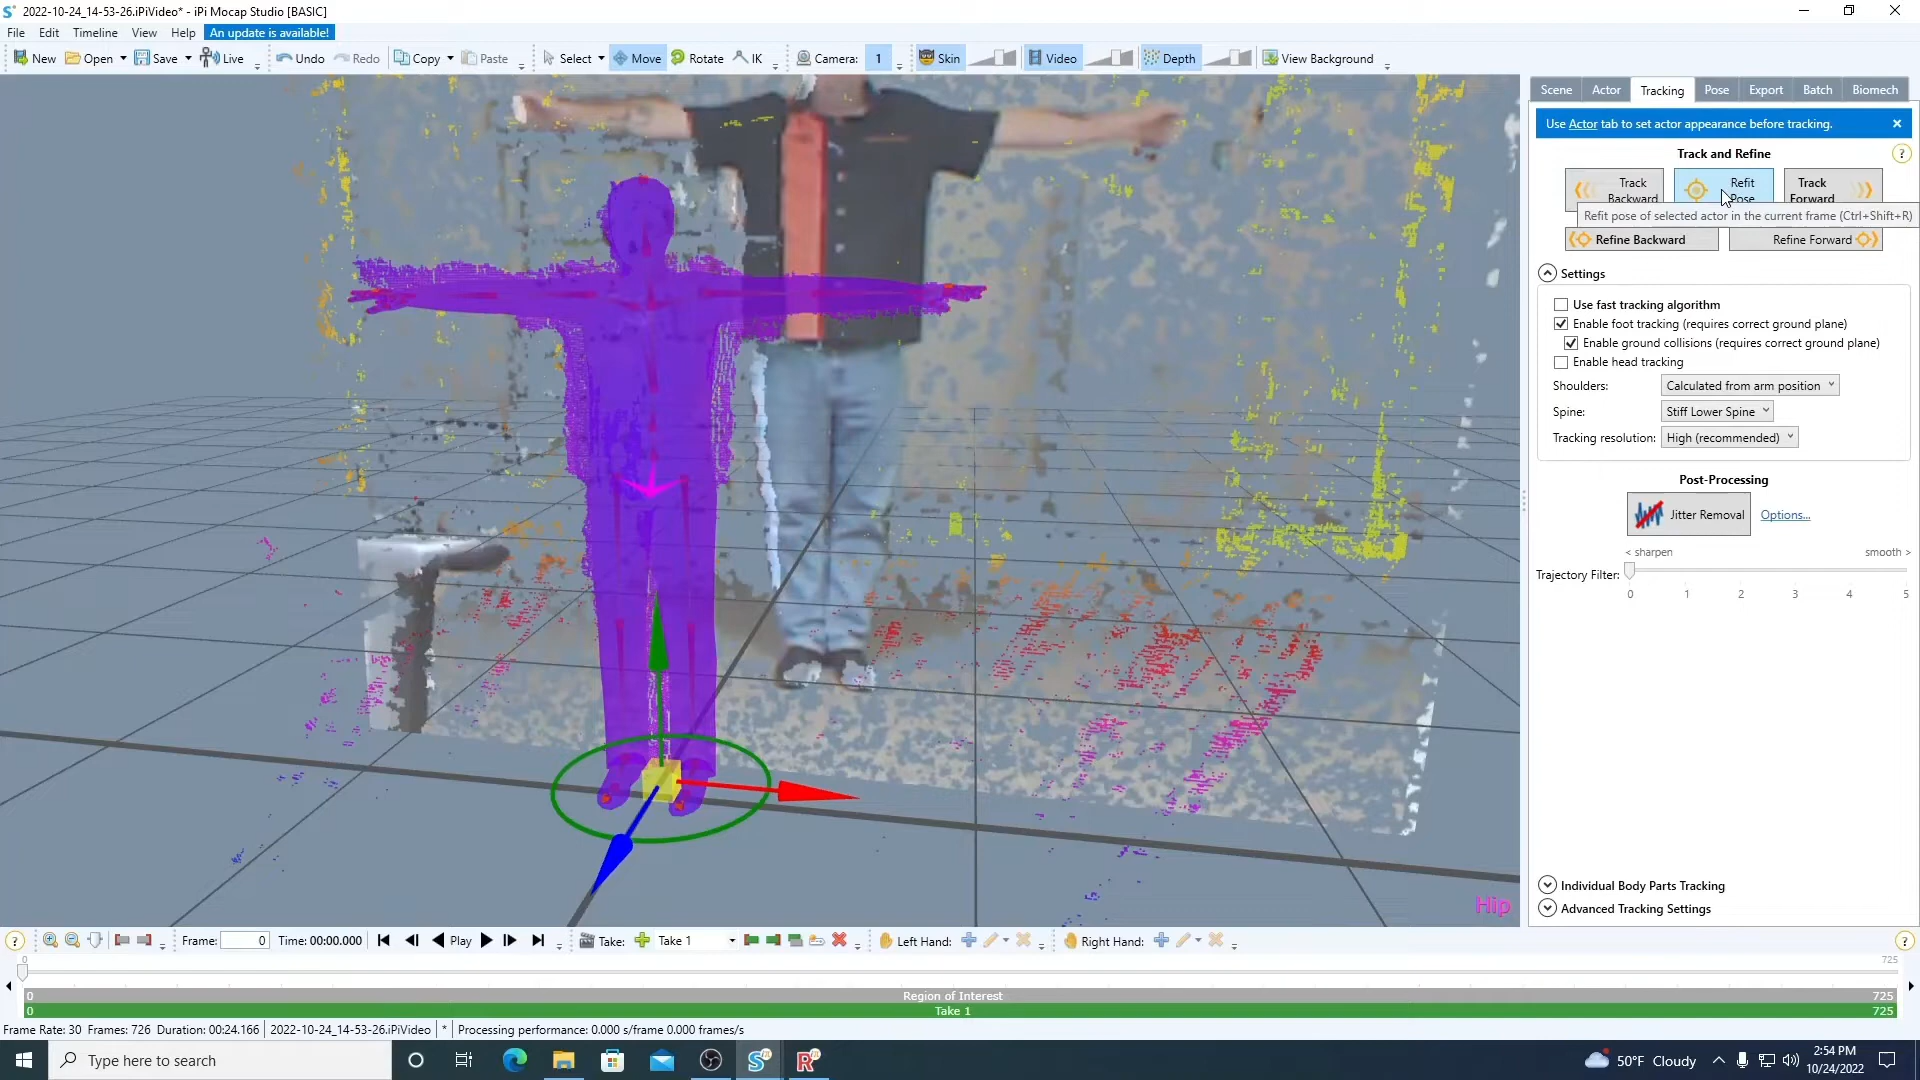 2022-10-24_14-53-26.iPiVideo* - iPi Mocap Studio [BASIC]
File Edit Timeline View Help An update is available!
New Open Save Live Undo Redo Copy Paste Select Move Rotate IK Camera: 1 Skin Video Depth View Background
Scene Actor Tracking Pose Export Batch Biomech
Use Actor tab to set actor appearance before tracking.
Track and Refine ?
Track Backward
Refit Pose
Track Forward
Refit pose of selected actor in the current frame (Ctrl+Shift+R)
Refine Backward Refine Forward
Settings
Use fast tracking algorithm
Enable foot tracking (requires correct ground plane)
Enable ground collisions (requires correct ground plane)
Enable head tracking
Shoulders: Calculated from arm position
Spine: Stiff Lower Spine
Tracking resolution: High (recommended)
Post-Processing
Jitter Removal Options...
< sharpen smooth >
Trajectory Filter:
0 1 2 3 4 5
Individual Body Parts Tracking
Advanced Tracking Settings
Hip
? Frame: 0 Time: 00:00.000 Play Take: Take 1 Left Hand: Right Hand: ?
0 725
0 Region of Interest 725
0 Take 1 725
Frame Rate: 30 Frames: 726 Duration: 00:24.166 2022-10-24_14-53-26.iPiVideo * Processing performance: 0.000 s/frame 0.000 frames/s
Type here to search
50°F Cloudy
2:54 PM
10/24/2022